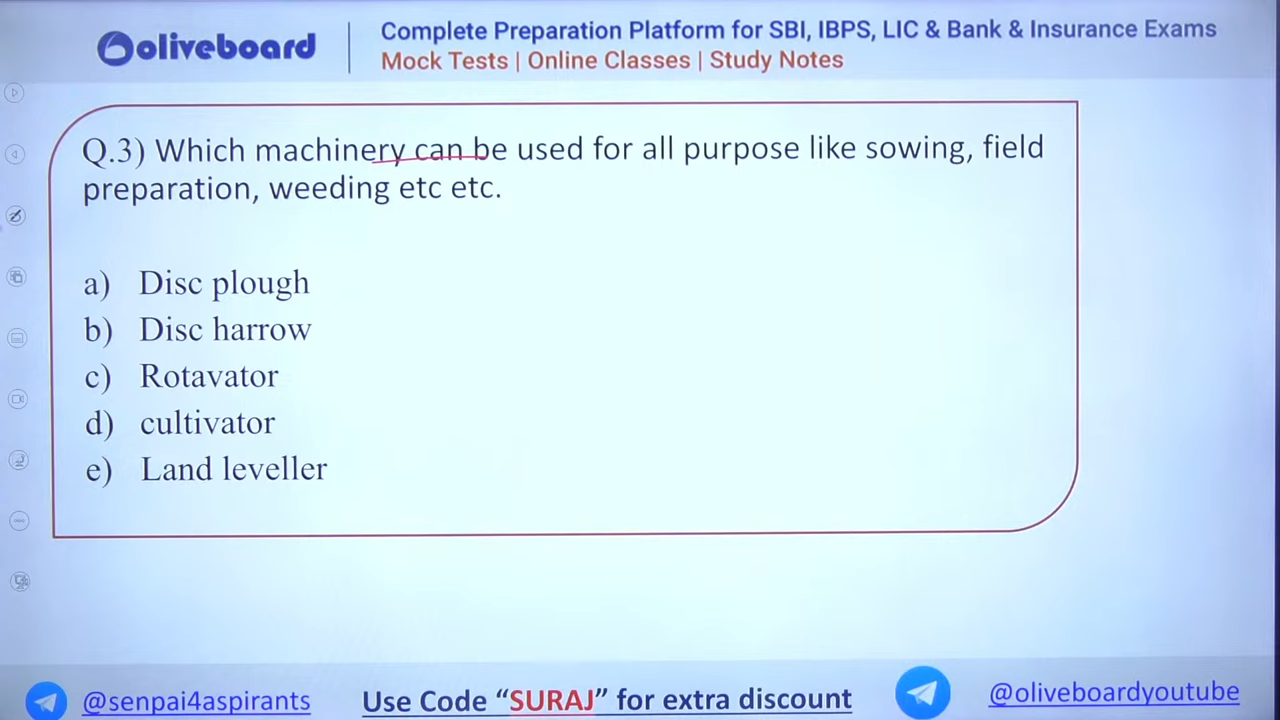 oliveboard
Complete Preparation Platform for SBI, IBPS, LIC & Bank & Insurance Exams
Mock Tests | Online Classes | Study Notes
Q.3) Which machinery can be used for all purpose like sowing, field
preparation, weeding etc etc.
a) Disc plough
b) Disc harrow
c) Rotavator
d) cultivator
e) Land leveller
@senpai4aspirants
Use Code “SURAJ” for extra discount
@oliveboardyoutube